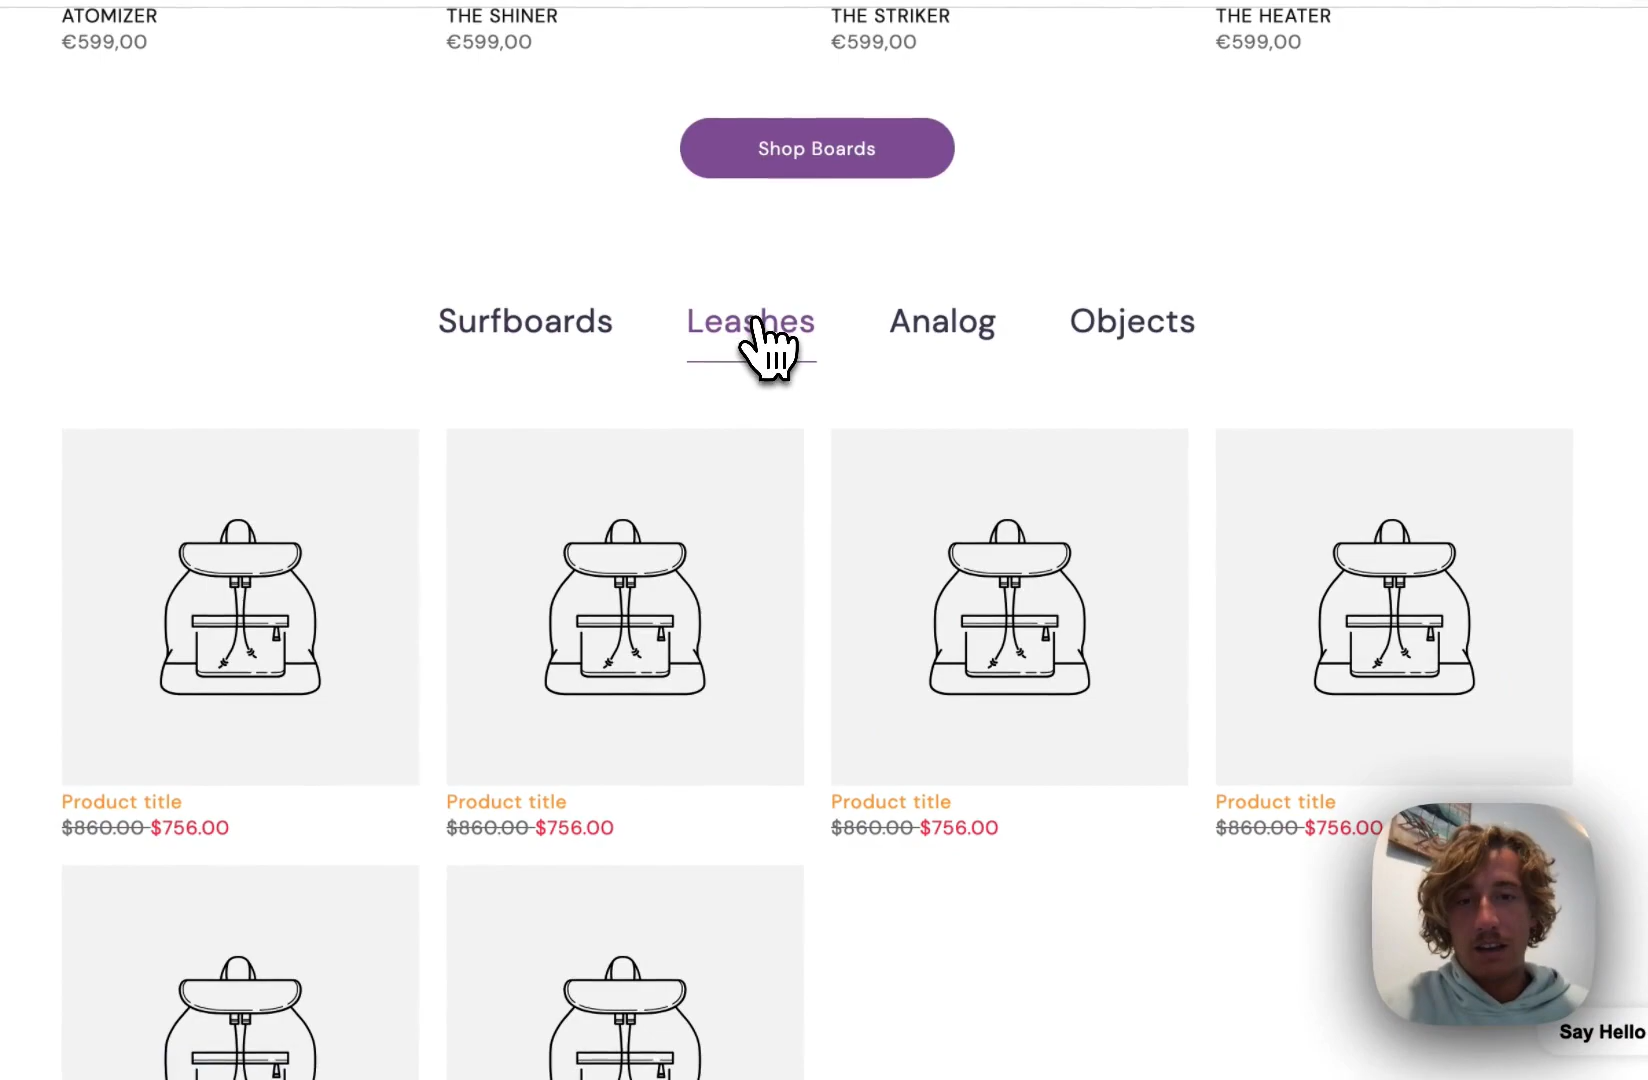 ATOMIZER THE SHINER THE STRIKER THE HEATER
€599,00 €599,00 €599,00 €599,00
Shop Boards
Surfboards Leashes Analog Objects
Product title Product title Product title Product title
$860.00 $756.00 $860.00 $756.00 $860.00 $756.00 $860.00 $756.00
Say Hello